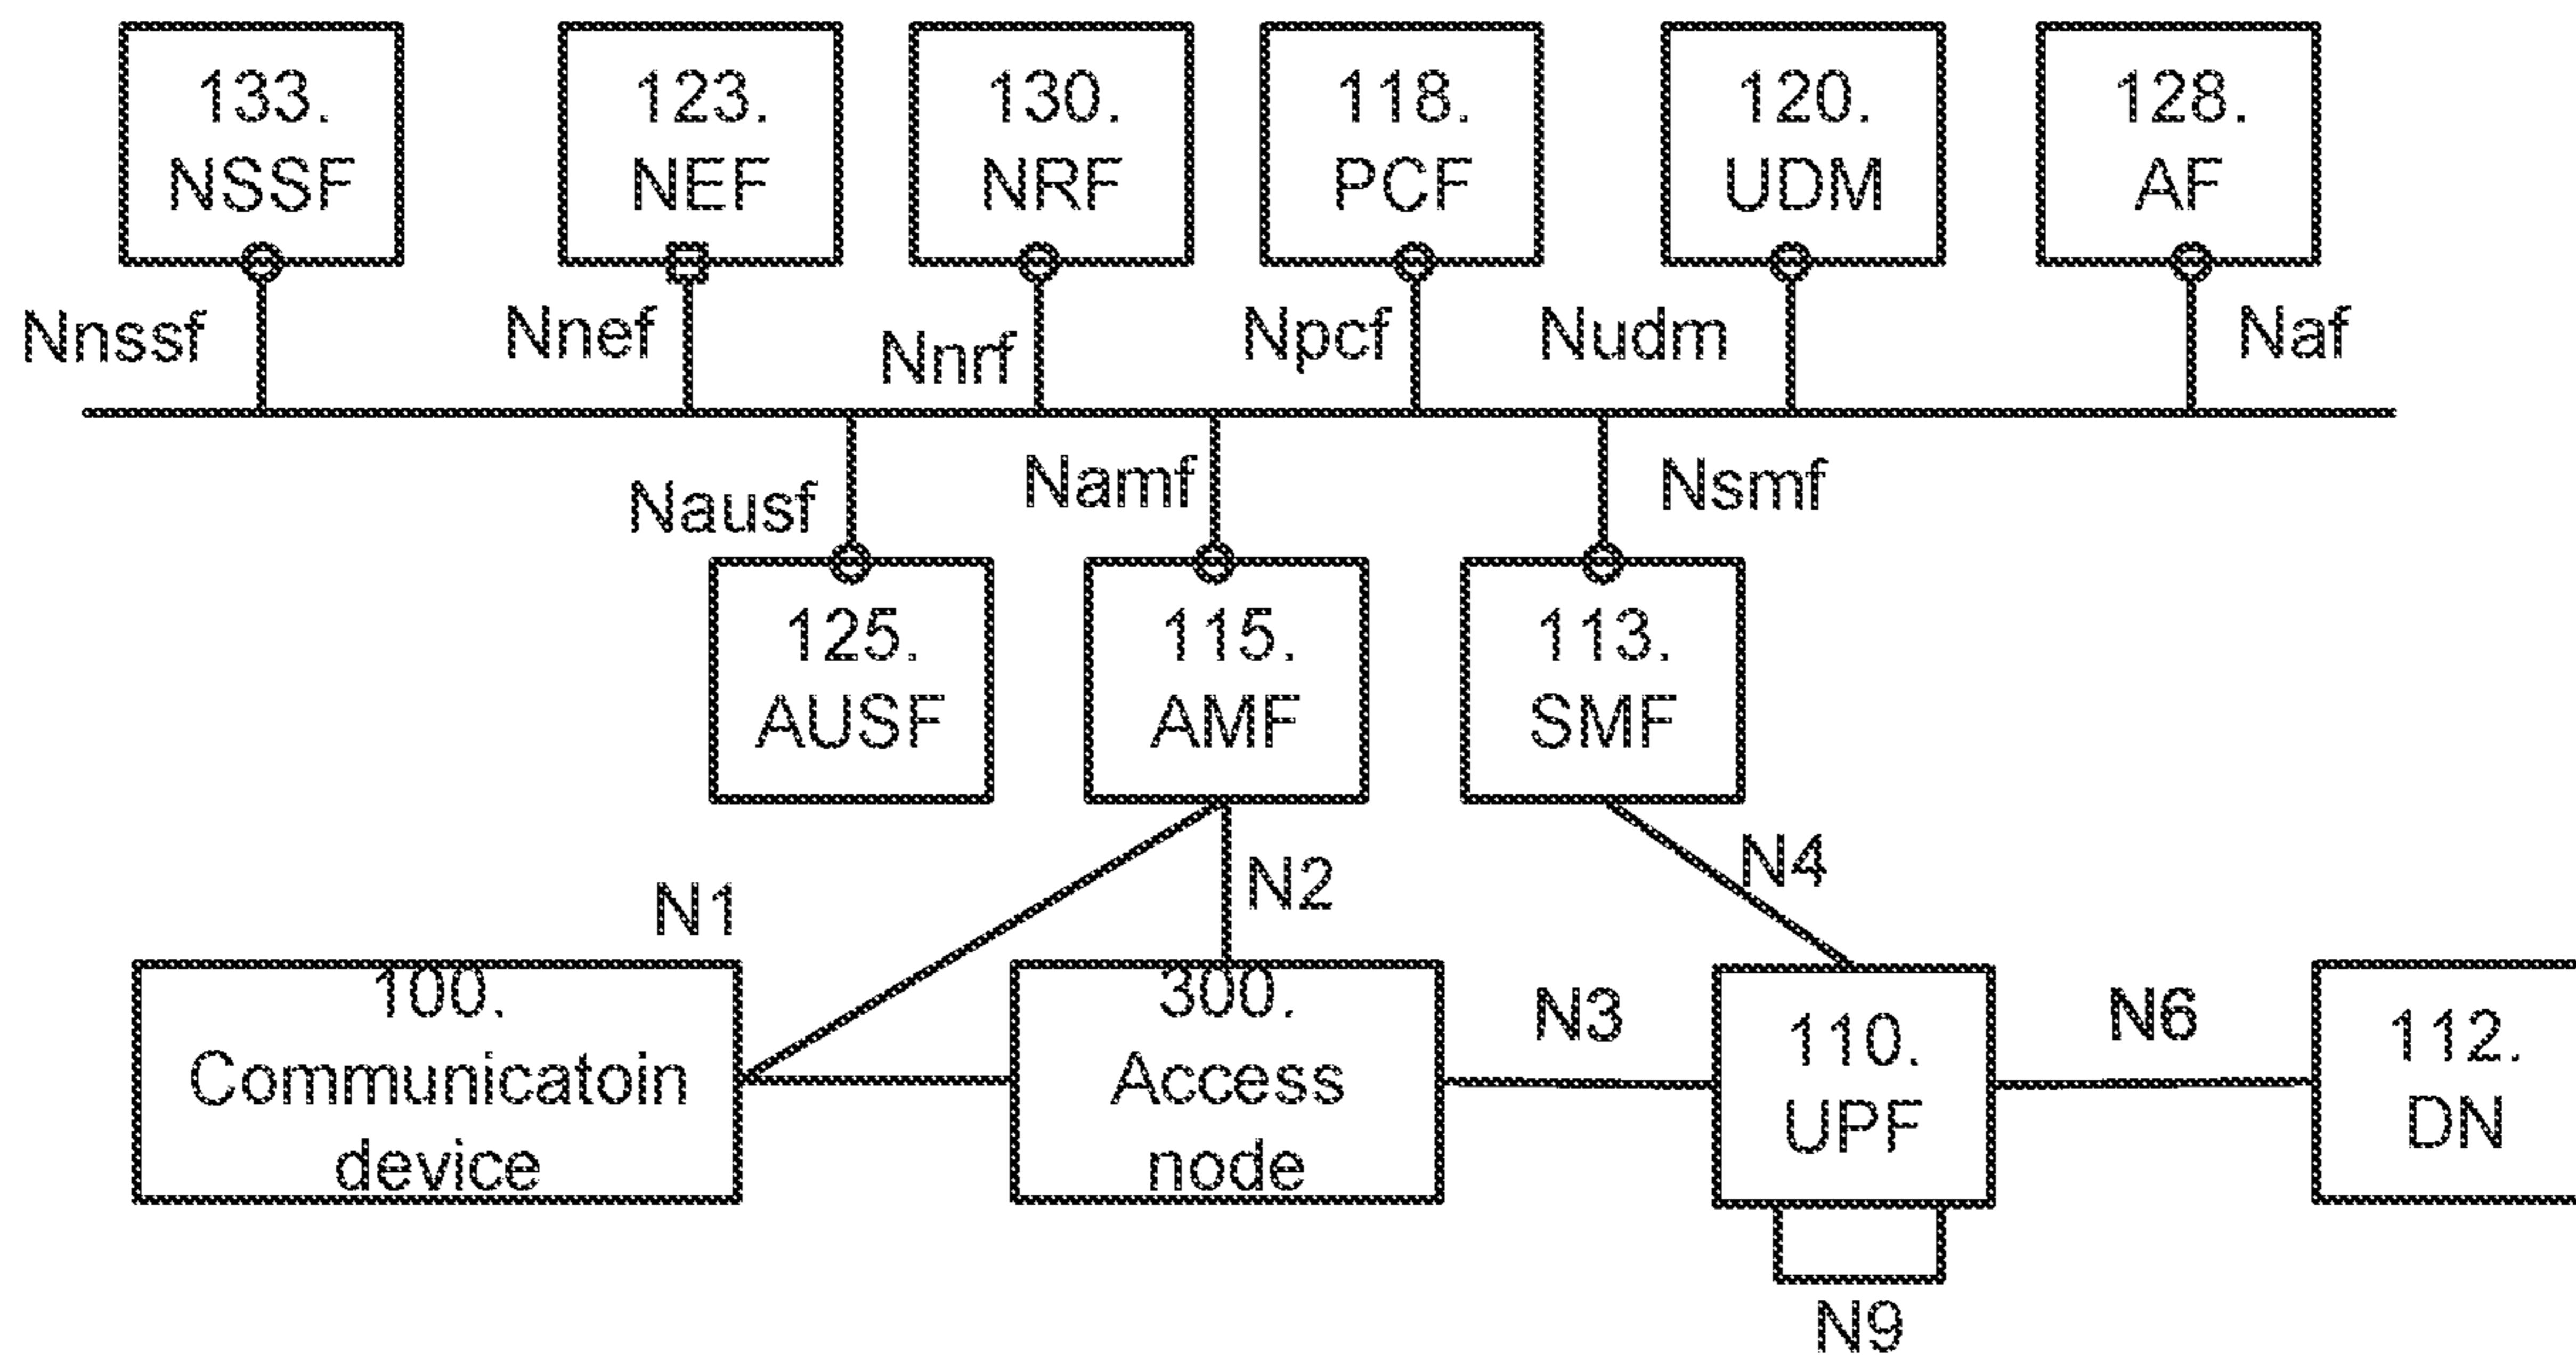 133.
NSSF
123.
NEF
130.
NRF
118.
PCF
120.
UDM
128.
AF
Nnssf
Nnef
Nnrf
Npcf
Nudm
Naf
Nausf
Namf
Nsmf
125.
AUSF
115.
AMF
113.
SMF
N1
N2
N4
100.
Communicatoin
device
300.
Access
node
N3
110.
UPF
N6
112.
DN
N9